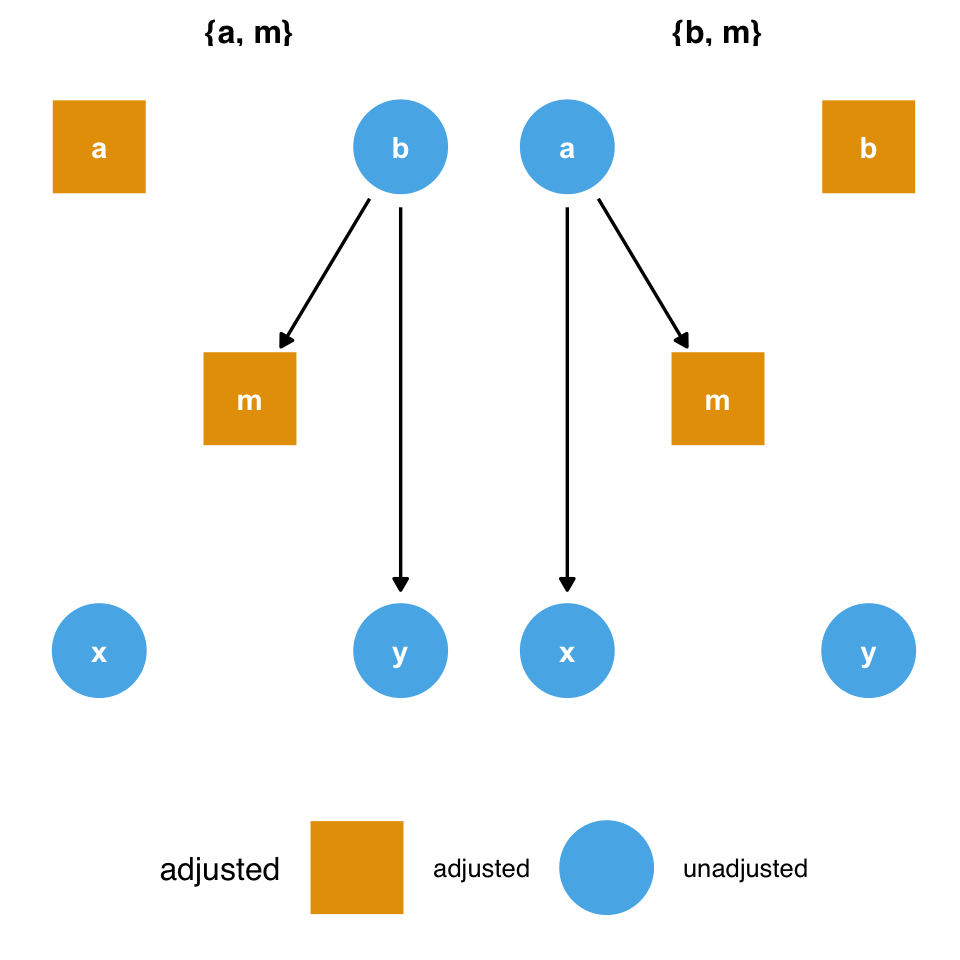 {a, m} {b, m}
a b a b
m m
x y x y
adjusted adjusted unadjusted